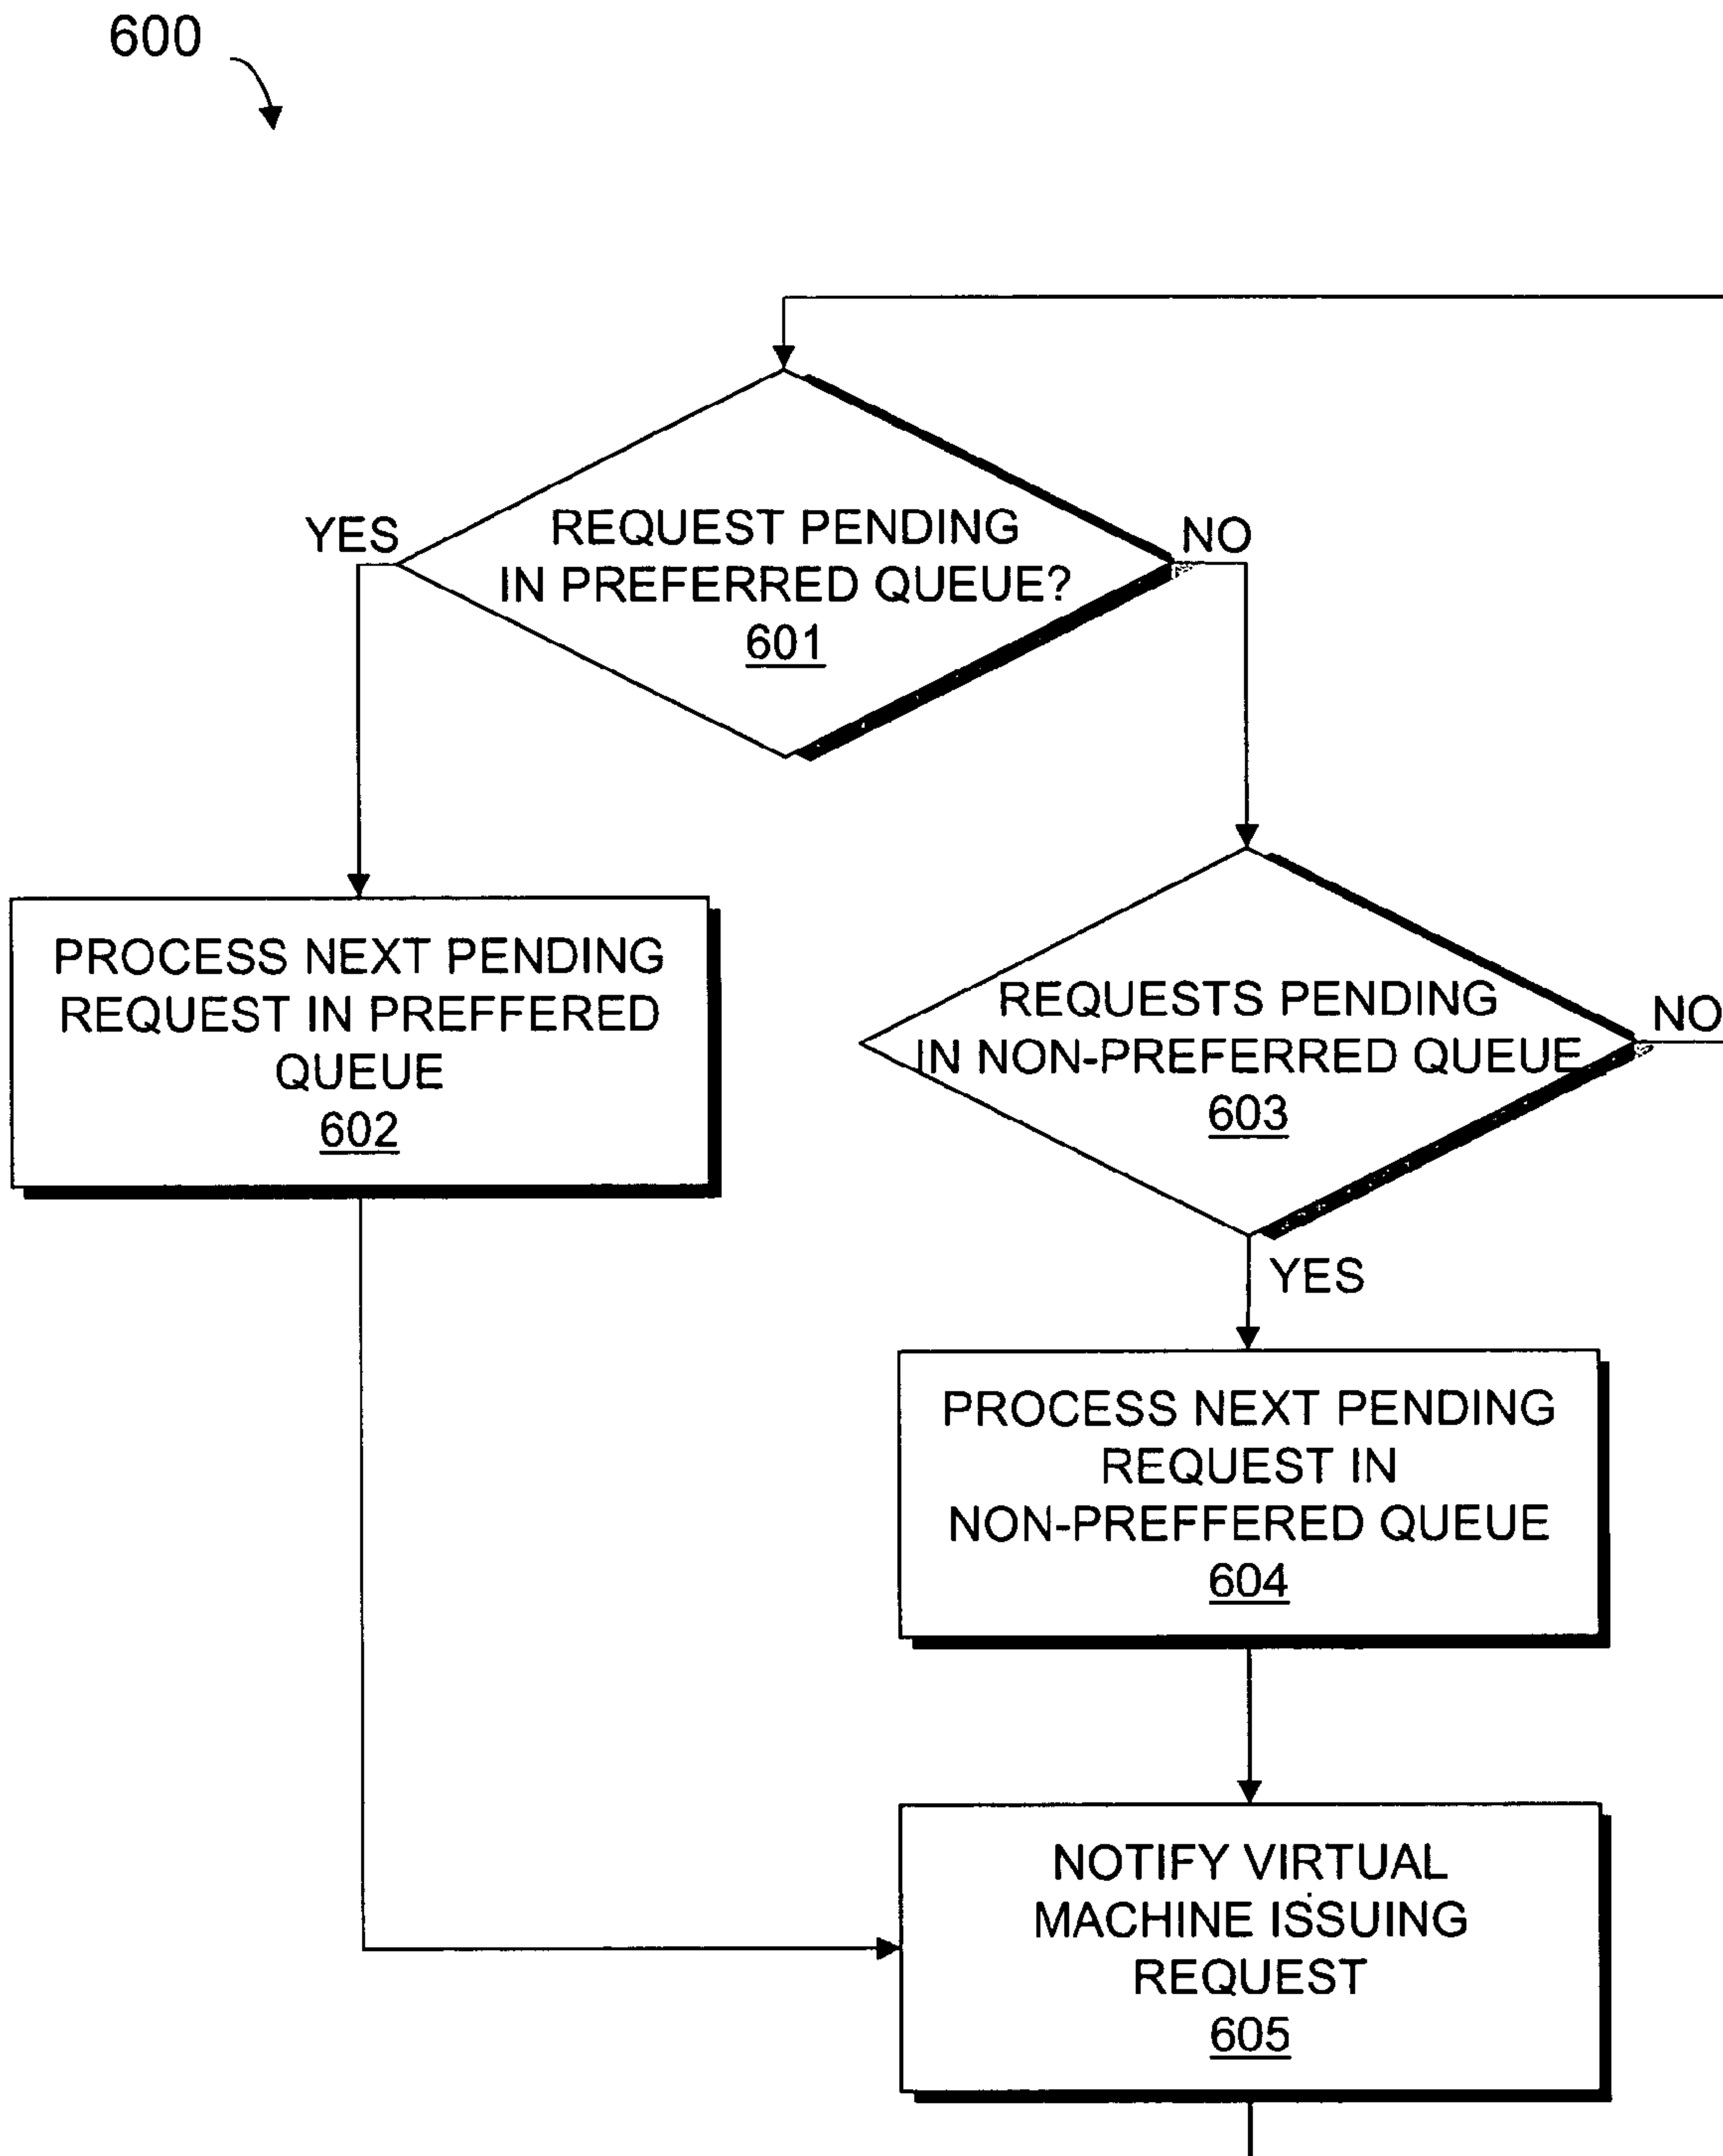 600
REQUEST PENDING
IN PREFERRED QUEUE?
601
YES
NO
PROCESS NEXT PENDING
REQUEST IN PREFFERED
QUEUE
602
REQUESTS PENDING
IN NON-PREFERRED QUEUE
603
NO
YES
PROCESS NEXT PENDING
REQUEST IN
NON-PREFFERED QUEUE
604
NOTIFY VIRTUAL
MACHINE ISSUING
REQUEST
605